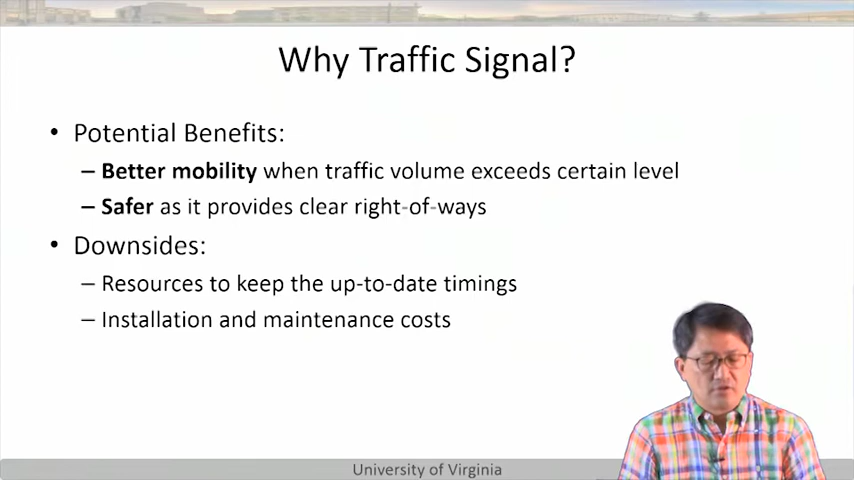 Why Traffic Signal?
• Potential Benefits:
– Better mobility when traffic volume exceeds certain level
– Safer as it provides clear right-of-ways
• Downsides:
– Resources to keep the up-to-date timings
– Installation and maintenance costs
University of Virginia